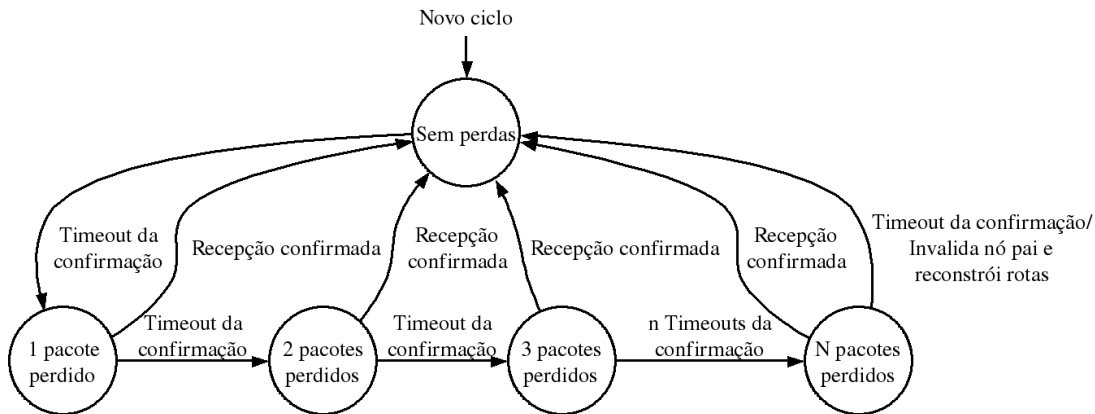 Novo ciclo
Sem perdas
Timeout da
confirmação
Recepção confirmada
Recepção
confirmada
Recepção confirmada
Recepção
confirmada
Timeout da confirmação/
Invalida nó pai e
reconstrói rotas
1 pacote
perdido
Timeout da
confirmação
2 pacotes
perdidos
Timeout da
confirmação
3 pacotes
perdidos
n Timeouts da
confirmação
N pacotes
perdidos